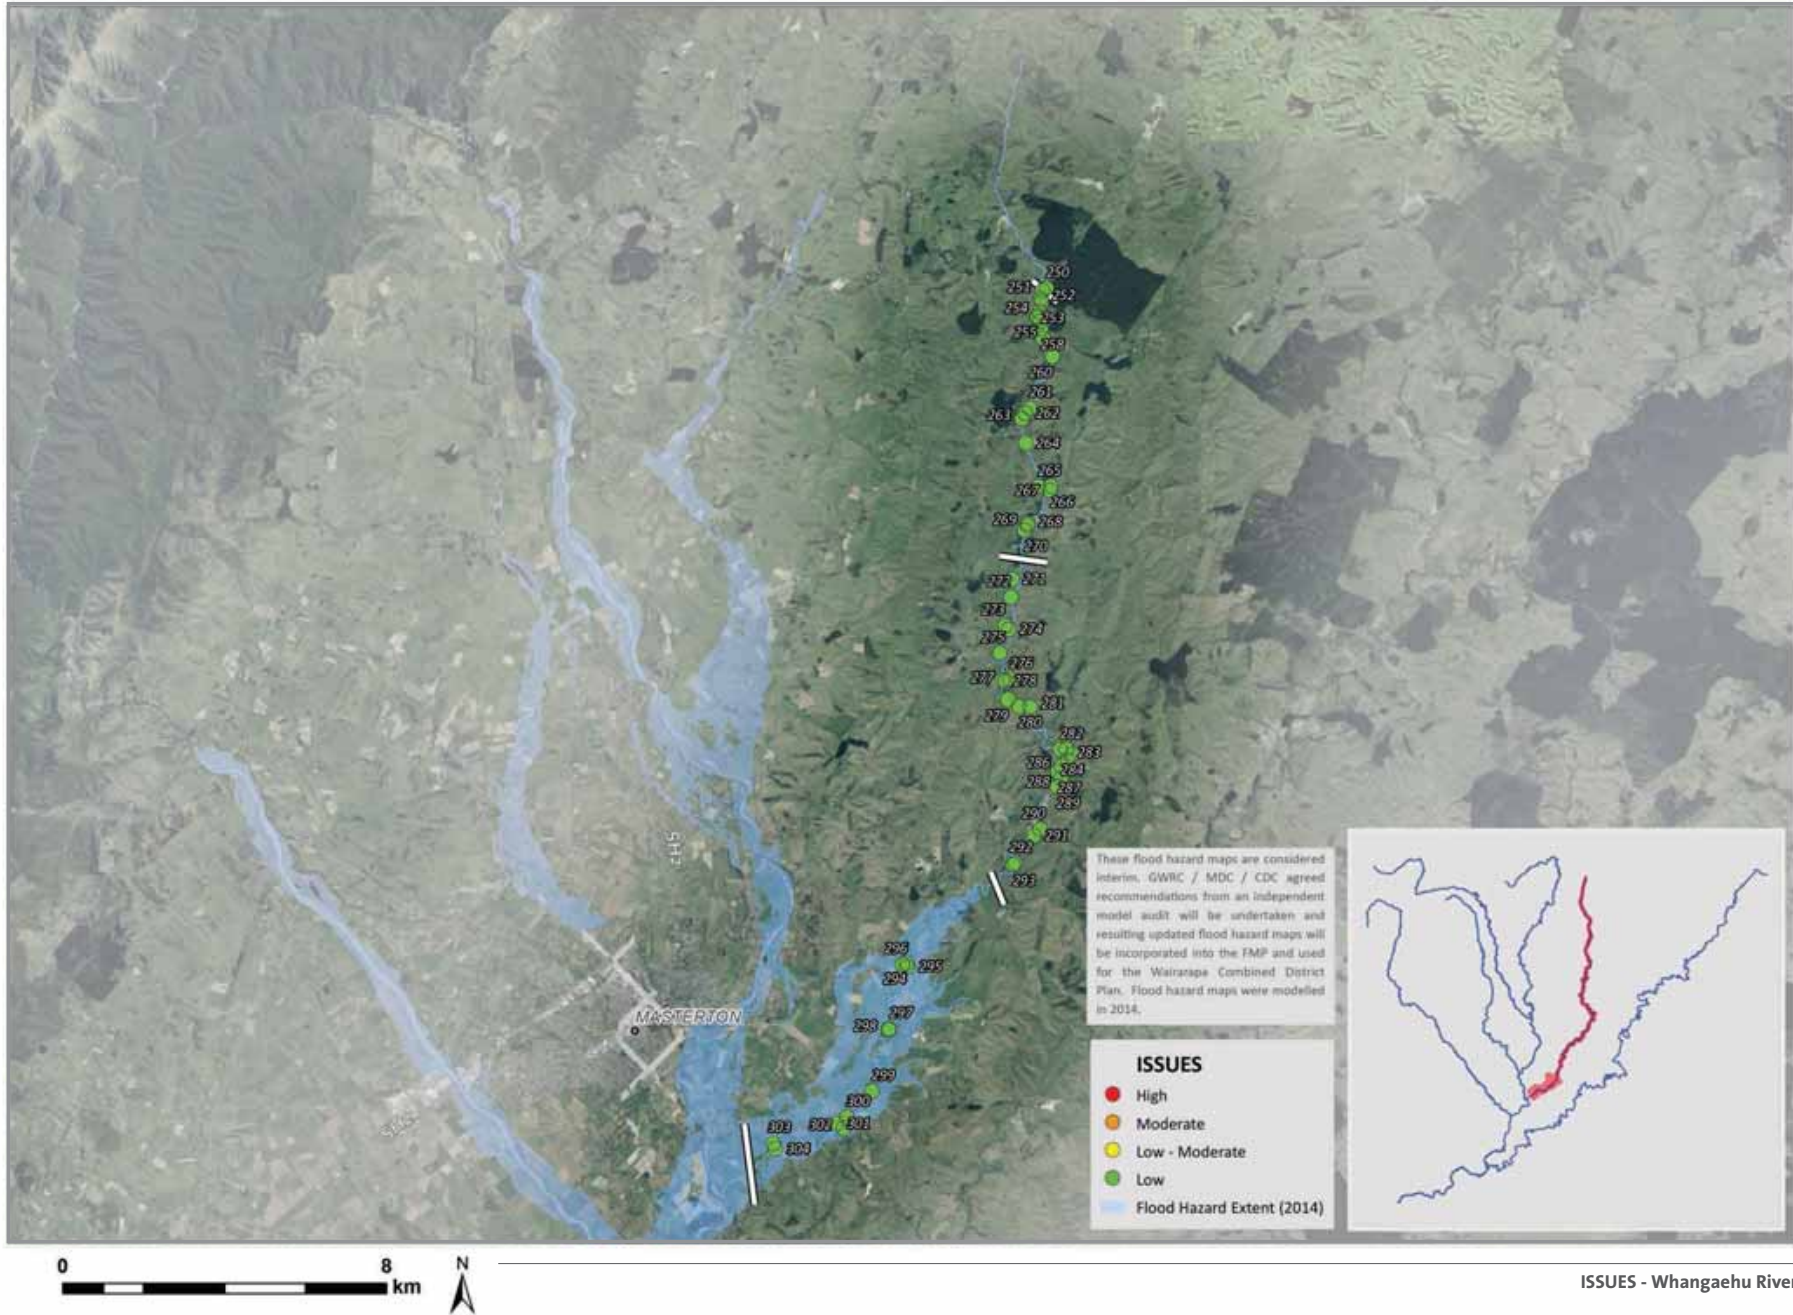 250
251
252
254
253
255
258
260
261
263
262
264
265
267
266
269
268
270
272
271
273
274
275
276
277
278
279
281
280
282
283
286
284
288
287
289
290
291
292
293
296
295
294
297
298
299
300
302
301
303
304
SH2
MASTERTON
These flood hazard maps are considered
interim. GWRC / MDC / CDC agreed
recommendations from an independent
model audit will be undertaken and
resulting updated flood hazard maps will
be incorporated into the FMP and used
for the Wairarapa Combined District
Plan. Flood hazard maps were modelled
in 2014.
ISSUES
High
Moderate
Low - Moderate
Low
Flood Hazard Extent (2014)
0 8
km
N
ISSUES - Whangaehu River